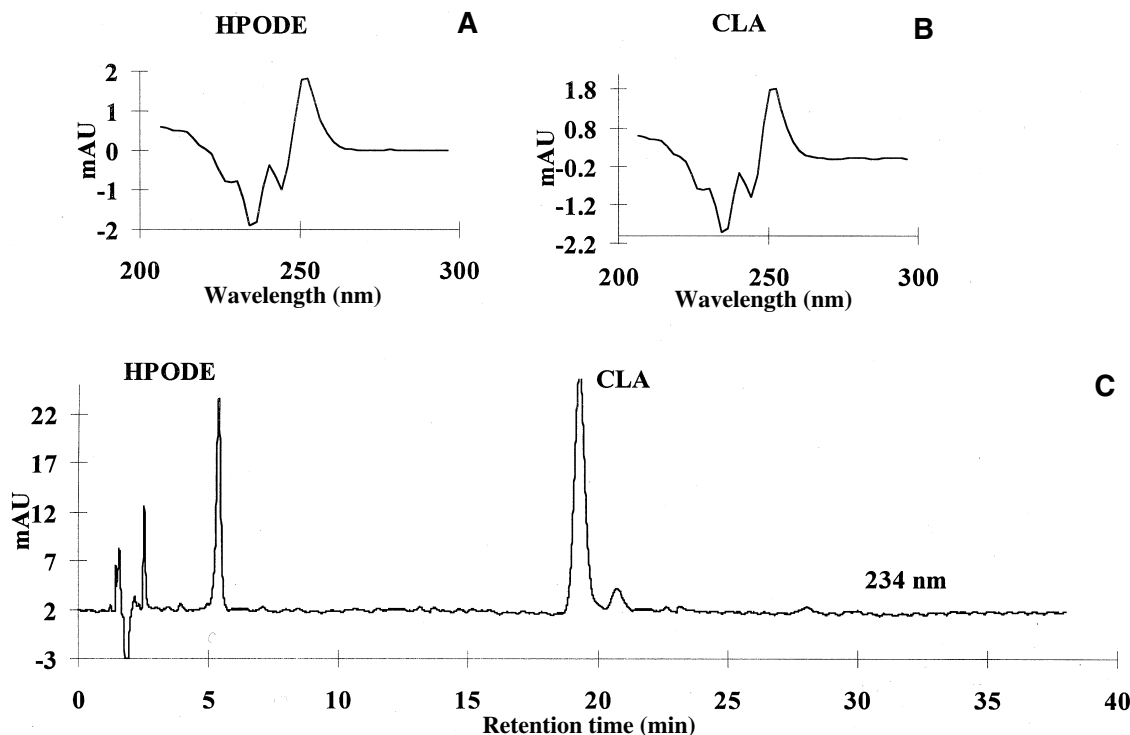 HPODE
A
2
1
0
-1
-2
mAU
200
250
300
Wavelength (nm)
CLA
B
1.8
0.8
-0.2
-1.2
-2.2
mAU
200
250
300
Wavelength (nm)
HPODE
CLA
C
22
17
12
7
2
-3
mAU
234 nm
0
5
10
15
20
25
30
35
40
Retention time (min)